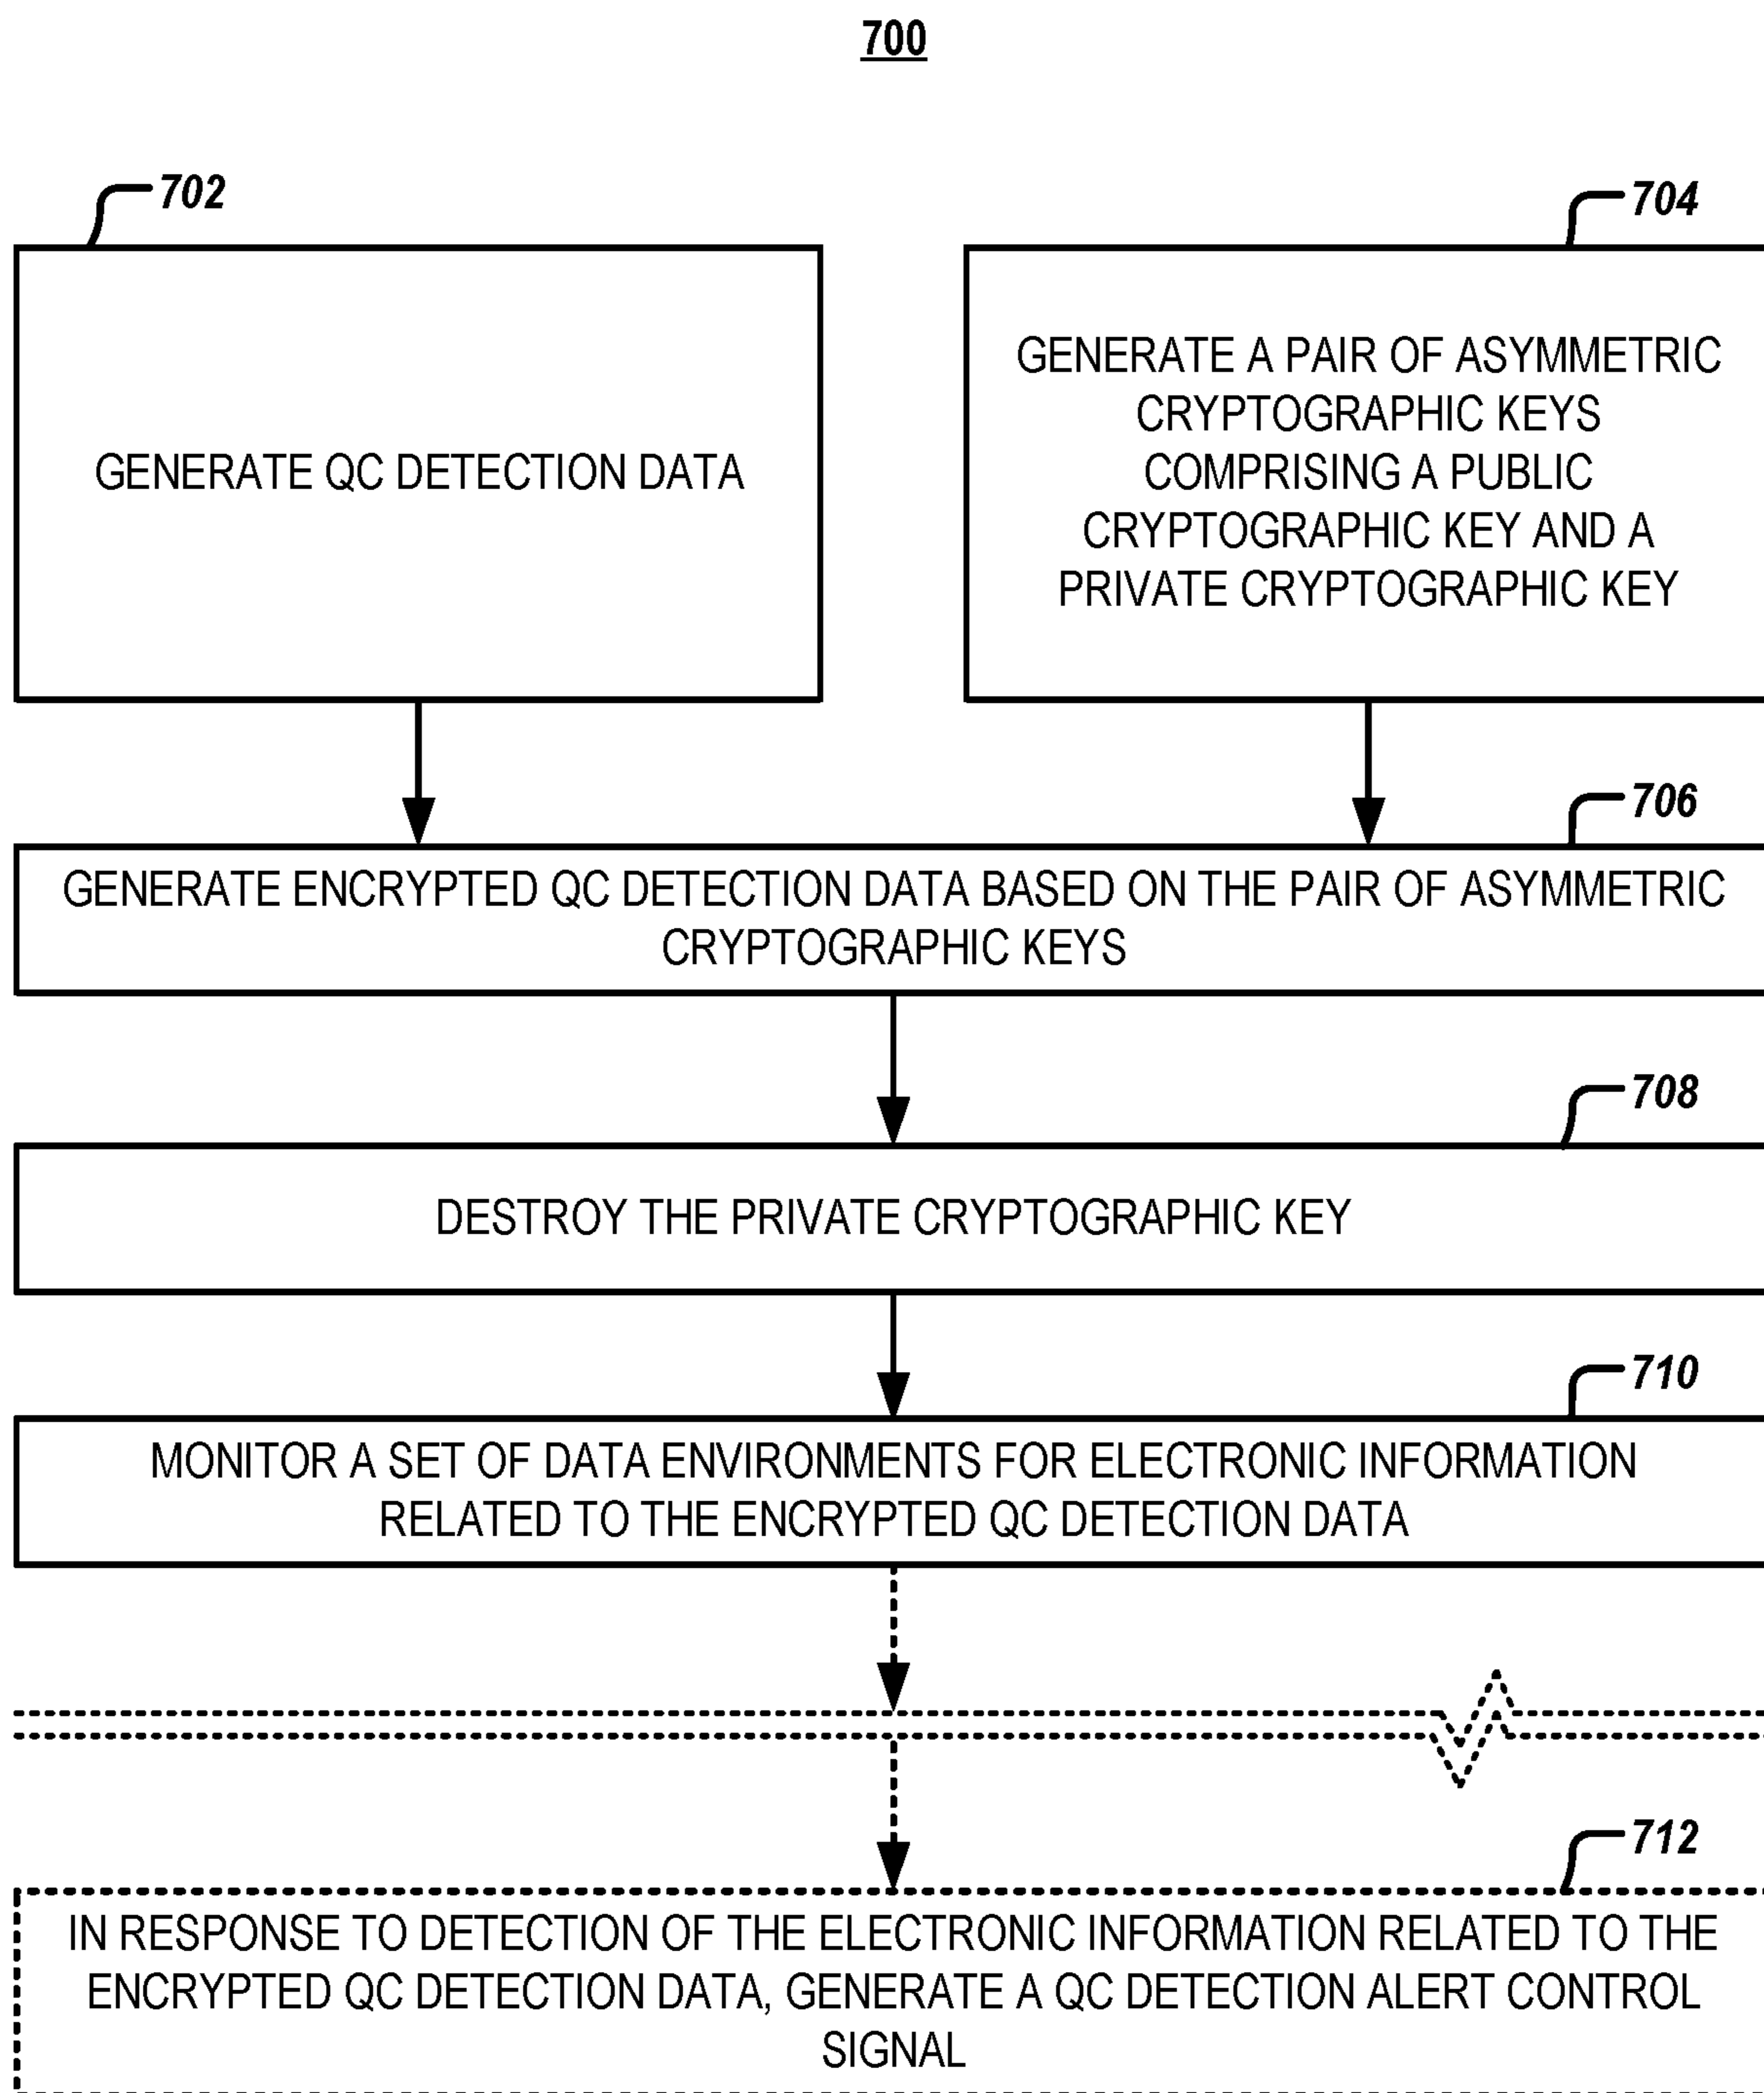 700
702
704
GENERATE QC DETECTION DATA
GENERATE A PAIR OF ASYMMETRIC
CRYPTOGRAPHIC KEYS
COMPRISING A PUBLIC
CRYPTOGRAPHIC KEY AND A
PRIVATE CRYPTOGRAPHIC KEY
706
GENERATE ENCRYPTED QC DETECTION DATA BASED ON THE PAIR OF ASYMMETRIC
CRYPTOGRAPHIC KEYS
708
DESTROY THE PRIVATE CRYPTOGRAPHIC KEY
710
MONITOR A SET OF DATA ENVIRONMENTS FOR ELECTRONIC INFORMATION
RELATED TO THE ENCRYPTED QC DETECTION DATA
712
IN RESPONSE TO DETECTION OF THE ELECTRONIC INFORMATION RELATED TO THE
ENCRYPTED QC DETECTION DATA, GENERATE A QC DETECTION ALERT CONTROL
SIGNAL